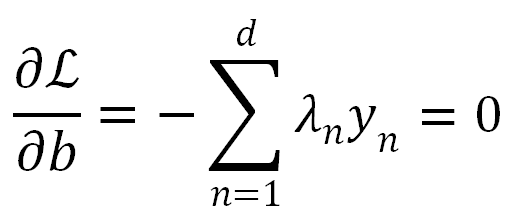 ∂ℒ/∂b = − ∑_{n=1}^{d} λ_n y_n = 0